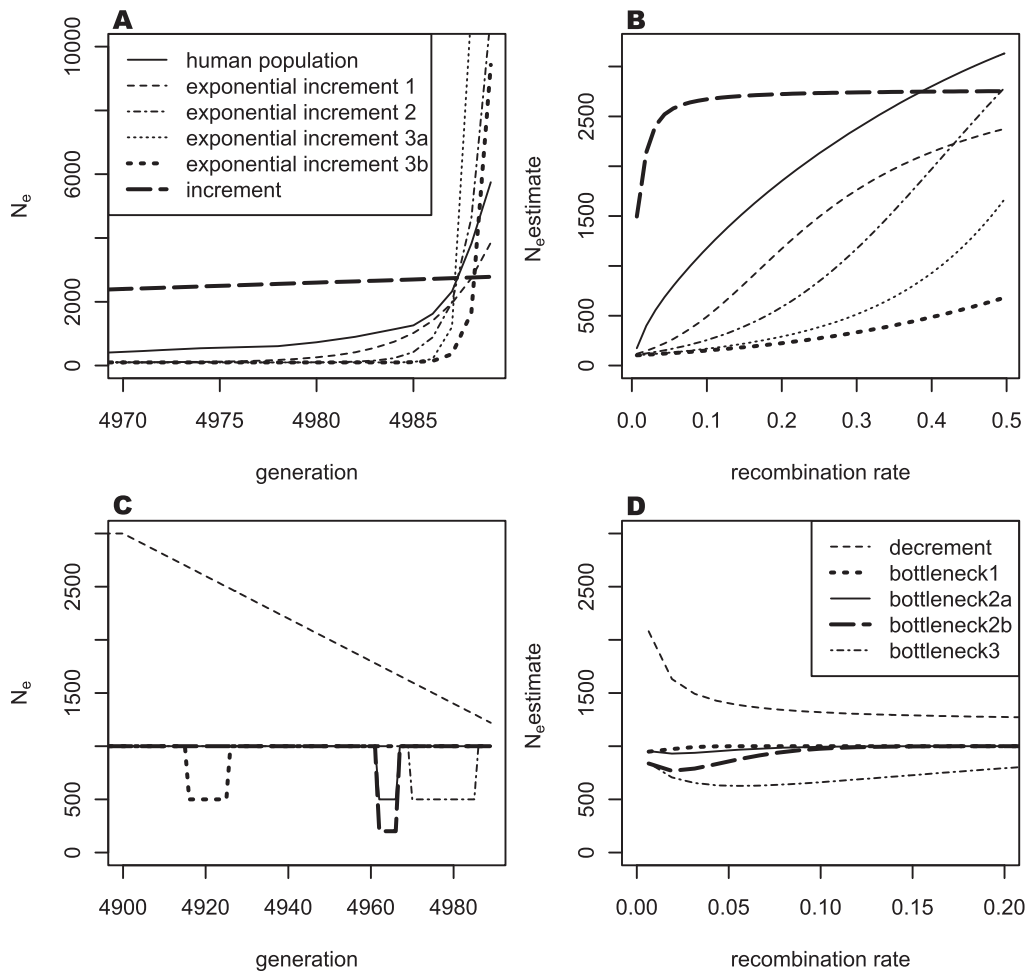 A
10000
6000
2000
0
Ne
human population
exponential increment 1
exponential increment 2
exponential increment 3a
exponential increment 3b
increment
4970 4975 4980 4985
generation
B
2500
1500
500
0
Neestimate
0.0 0.1 0.2 0.3 0.4 0.5
recombination rate
C
2500
1500
500
0
Ne
4900 4920 4940 4960 4980
generation
D
2500
1500
500
0
Neestimate
decrement
bottleneck1
bottleneck2a
bottleneck2b
bottleneck3
0.00 0.05 0.10 0.15 0.20
recombination rate